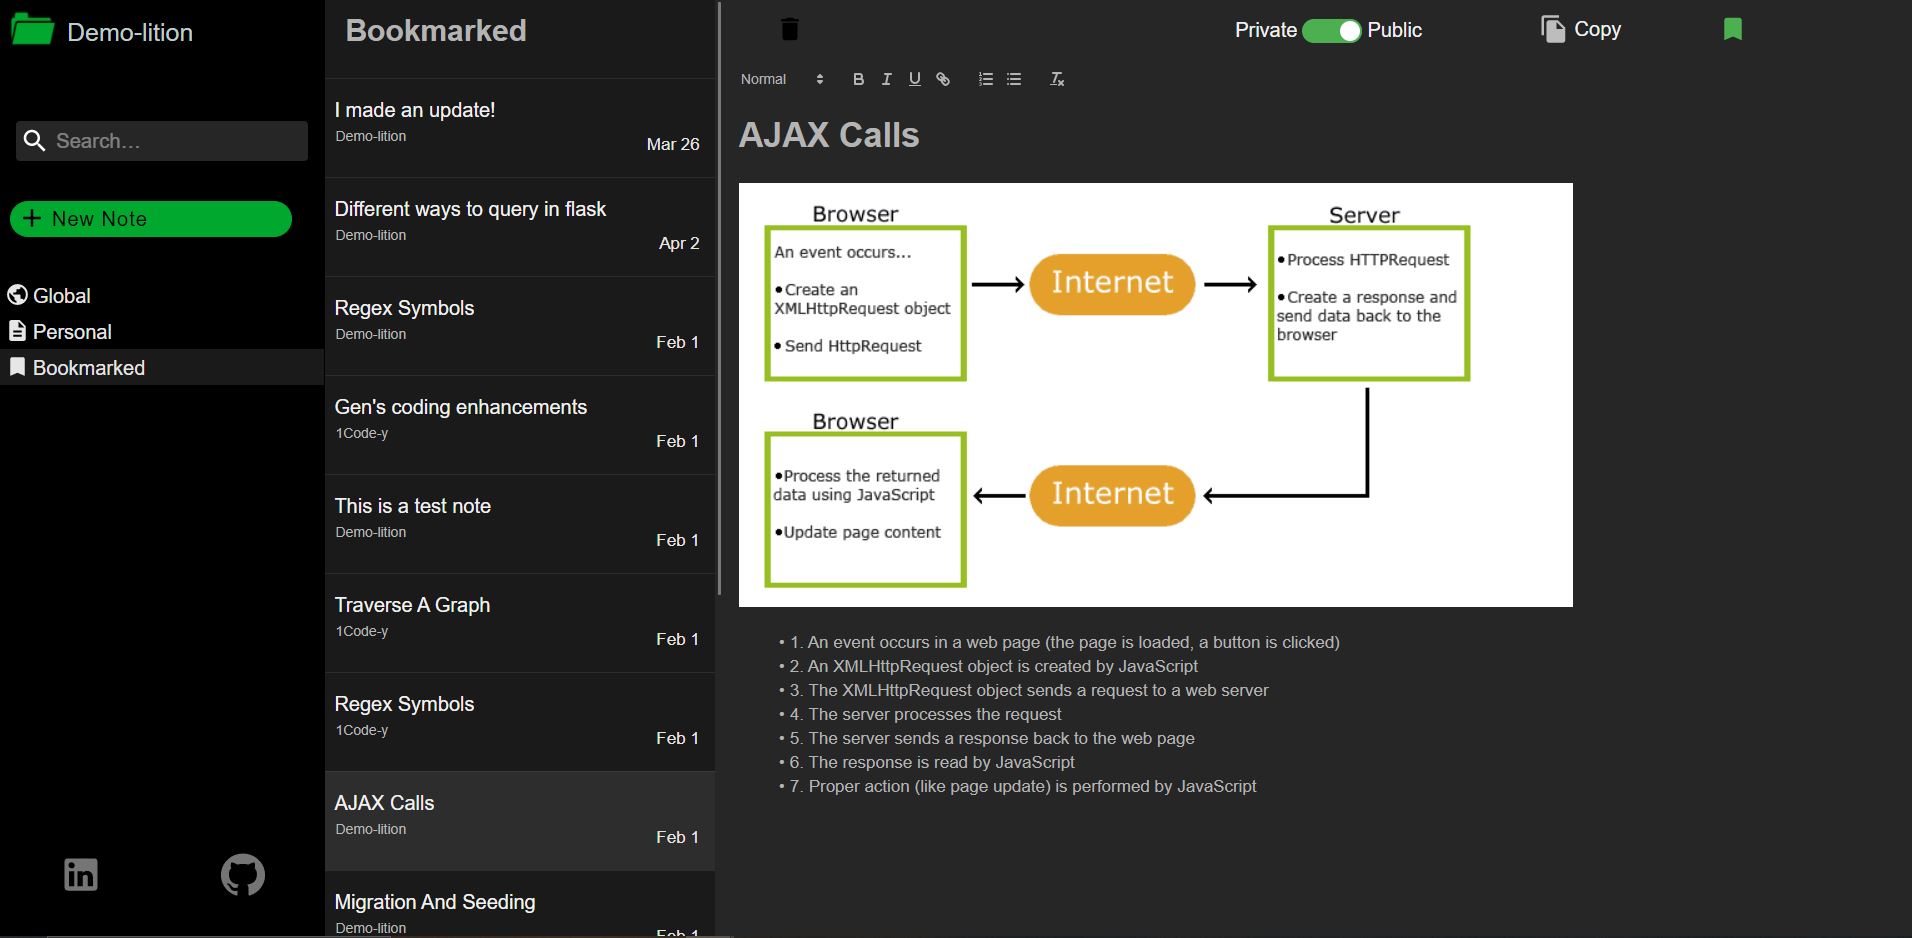 Demo-lition
Search...
New Note
Global
Personal
Bookmarked
Bookmarked
I made an update!
Demo-lition
Mar 26
Different ways to query in flask
Demo-lition
Apr 2
Regex Symbols
Demo-lition
Feb 1
Gen's coding enhancements
1Code-y
Feb 1
This is a test note
Demo-lition
Feb 1
Traverse A Graph
1Code-y
Feb 1
Regex Symbols
1Code-y
Feb 1
AJAX Calls
Demo-lition
Feb 1
Migration And Seeding
Demo-lition
Feb 1
Private Public
Copy
Normal
AJAX Calls
Browser
An event occurs...
•Create an
XMLHttpRequest object
• Send HttpRequest
Internet
Server
•Process HTTPRequest
•Create a response and
send data back to the
browser
Browser
•Process the returned
data using JavaScript
•Update page content
Internet
• 1. An event occurs in a web page (the page is loaded, a button is clicked)
• 2. An XMLHttpRequest object is created by JavaScript
• 3. The XMLHttpRequest object sends a request to a web server
• 4. The server processes the request
• 5. The server sends a response back to the web page
• 6. The response is read by JavaScript
• 7. Proper action (like page update) is performed by JavaScript